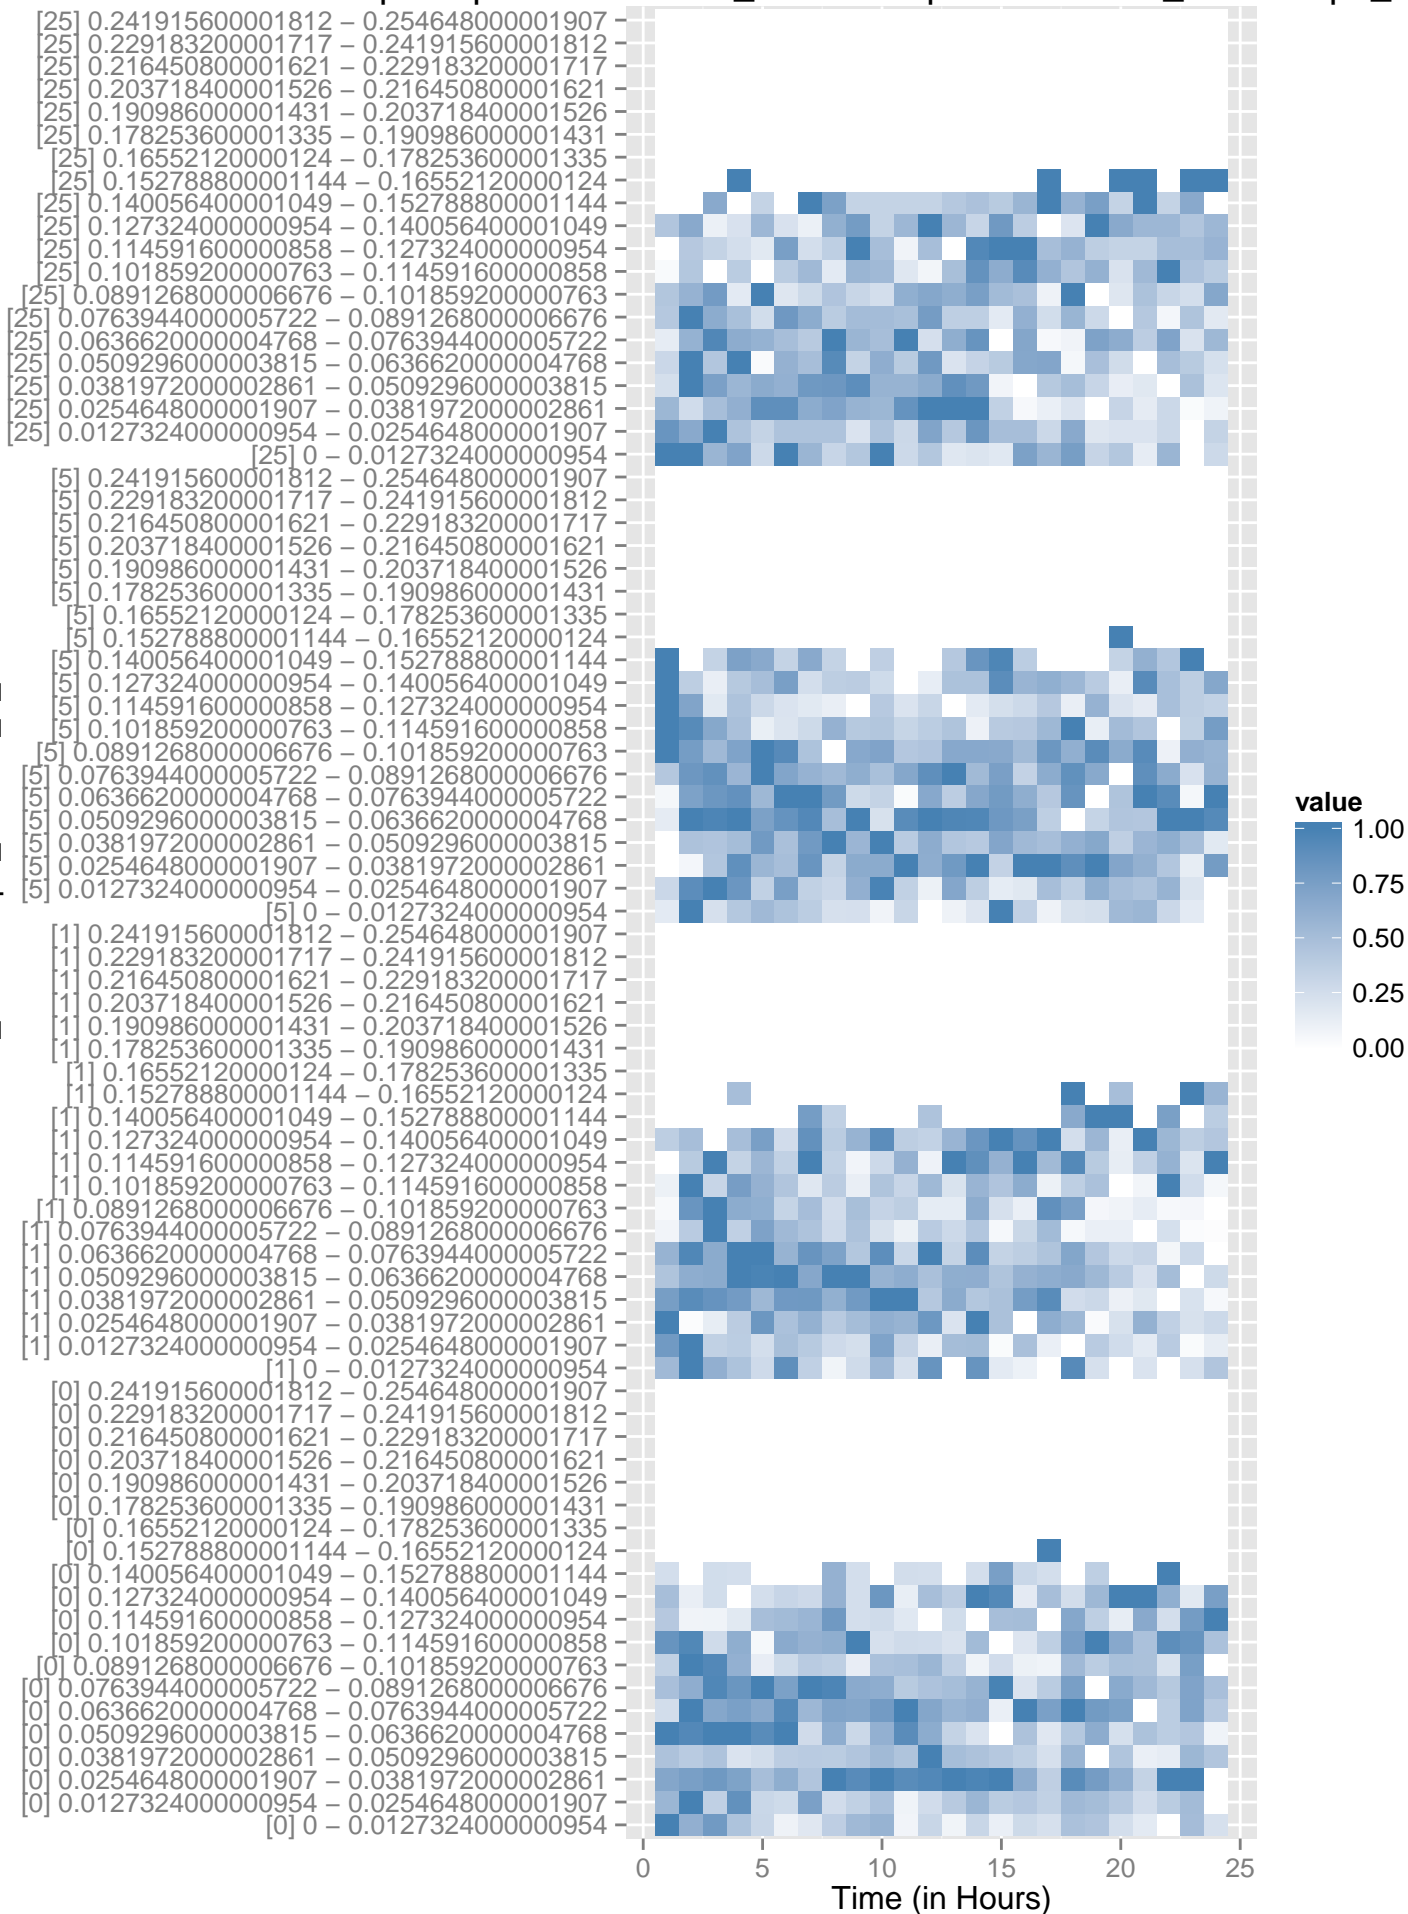 [25] 0.241915600001812 – 0.254648000001907
[25] 0.229183200001717 – 0.241915600001812
[25] 0.216450800001621 – 0.229183200001717
[25] 0.203718400001526 – 0.216450800001621
[25] 0.190986000001431 – 0.203718400001526
[25] 0.178253600001335 – 0.190986000001431
[25] 0.16552120000124 – 0.178253600001335
[25] 0.152788800001144 – 0.16552120000124
[25] 0.140056400001049 – 0.152788800001144
[25] 0.127324000000954 – 0.140056400001049
[25] 0.114591600000858 – 0.127324000000954
[25] 0.101859200000763 – 0.114591600000858
[25] 0.0891268000006676 – 0.101859200000763
[25] 0.0763944000005722 – 0.0891268000006676
[25] 0.0636620000004768 – 0.0763944000005722
[25] 0.0509296000003815 – 0.0636620000004768
[25] 0.0381972000002861 – 0.0509296000003815
[25] 0.0254648000001907 – 0.0381972000002861
[25] 0.0127324000000954 – 0.0254648000001907
[25] 0 – 0.0127324000000954
[5] 0.241915600001812 – 0.254648000001907
[5] 0.229183200001717 – 0.241915600001812
[5] 0.216450800001621 – 0.229183200001717
[5] 0.203718400001526 – 0.216450800001621
[5] 0.190986000001431 – 0.203718400001526
[5] 0.178253600001335 – 0.190986000001431
[5] 0.16552120000124 – 0.178253600001335
[5] 0.152788800001144 – 0.16552120000124
[5] 0.140056400001049 – 0.152788800001144
[5] 0.127324000000954 – 0.140056400001049
[5] 0.114591600000858 – 0.127324000000954
[5] 0.101859200000763 – 0.114591600000858
[5] 0.0891268000006676 – 0.101859200000763
[5] 0.0763944000005722 – 0.0891268000006676
[5] 0.0636620000004768 – 0.0763944000005722
[5] 0.0509296000003815 – 0.0636620000004768
[5] 0.0381972000002861 – 0.0509296000003815
[5] 0.0254648000001907 – 0.0381972000002861
[5] 0.0127324000000954 – 0.0254648000001907
[5] 0 – 0.0127324000000954
[1] 0.241915600001812 – 0.254648000001907
[1] 0.229183200001717 – 0.241915600001812
[1] 0.216450800001621 – 0.229183200001717
[1] 0.203718400001526 – 0.216450800001621
[1] 0.190986000001431 – 0.203718400001526
[1] 0.178253600001335 – 0.190986000001431
[1] 0.16552120000124 – 0.178253600001335
[1] 0.152788800001144 – 0.16552120000124
[1] 0.140056400001049 – 0.152788800001144
[1] 0.127324000000954 – 0.140056400001049
[1] 0.114591600000858 – 0.127324000000954
[1] 0.101859200000763 – 0.114591600000858
[1] 0.0891268000006676 – 0.101859200000763
[1] 0.0763944000005722 – 0.0891268000006676
[1] 0.0636620000004768 – 0.0763944000005722
[1] 0.0509296000003815 – 0.0636620000004768
[1] 0.0381972000002861 – 0.0509296000003815
[1] 0.0254648000001907 – 0.0381972000002861
[1] 0.0127324000000954 – 0.0254648000001907
[1] 0 – 0.0127324000000954
[0] 0.241915600001812 – 0.254648000001907
[0] 0.229183200001717 – 0.241915600001812
[0] 0.216450800001621 – 0.229183200001717
[0] 0.203718400001526 – 0.216450800001621
[0] 0.190986000001431 – 0.203718400001526
[0] 0.178253600001335 – 0.190986000001431
[0] 0.16552120000124 – 0.178253600001335
[0] 0.152788800001144 – 0.16552120000124
[0] 0.140056400001049 – 0.152788800001144
[0] 0.127324000000954 – 0.140056400001049
[0] 0.114591600000858 – 0.127324000000954
[0] 0.101859200000763 – 0.114591600000858
[0] 0.0891268000006676 – 0.101859200000763
[0] 0.0763944000005722 – 0.0891268000006676
[0] 0.0636620000004768 – 0.0763944000005722
[0] 0.0509296000003815 – 0.0636620000004768
[0] 0.0381972000002861 – 0.0509296000003815
[0] 0.0254648000001907 – 0.0381972000002861
[0] 0.0127324000000954 – 0.0254648000001907
[0] 0 – 0.0127324000000954
0 5 10 15 20 25
Time (in Hours)
value
1.00
0.75
0.50
0.25
0.00